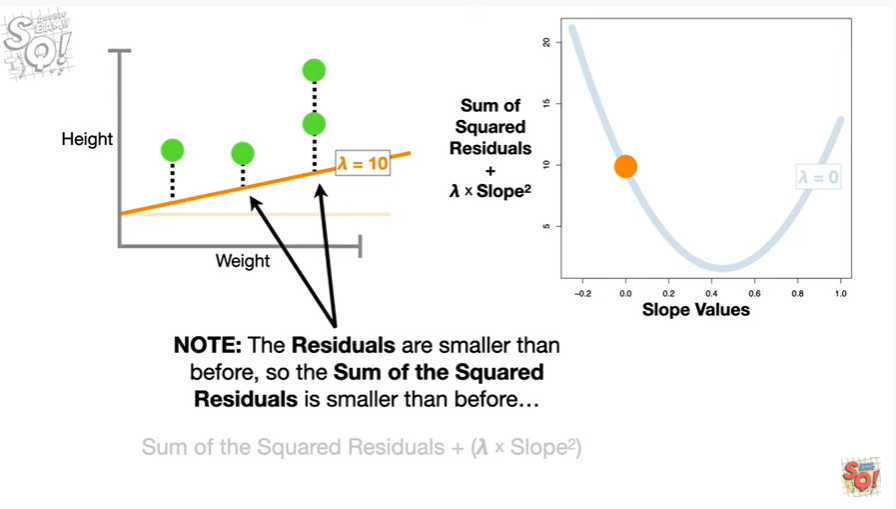 STATQUEST!
Height
Weight
λ = 10
Sum of
Squared
Residuals
+
λ × Slope²
20
15
10
5
λ = 0
-0.2
0.0
0.2
0.4
0.6
0.8
1.0
Slope Values
NOTE: The Residuals are smaller than
before, so the Sum of the Squared
Residuals is smaller than before…
Sum of the Squared Residuals + (λ × Slope²)
SQ!